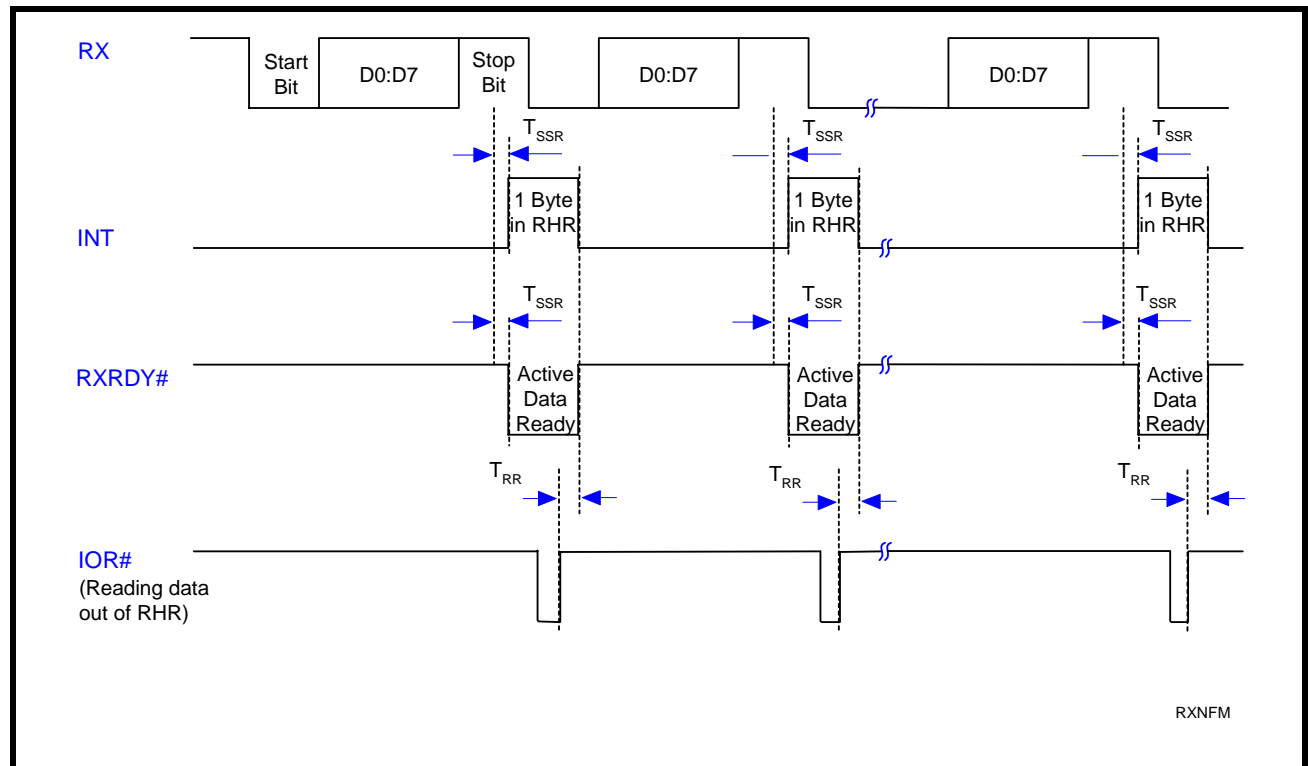 RX
Start
Bit
D0:D7
Stop
Bit
D0:D7
D0:D7
TSSR
TSSR
TSSR
INT
1 Byte
in RHR
1 Byte
in RHR
1 Byte
in RHR
TSSR
TSSR
TSSR
RXRDY#
Active
Data
Ready
Active
Data
Ready
Active
Data
Ready
TRR
TRR
TRR
IOR#
(Reading data
out of RHR)
RXNFM